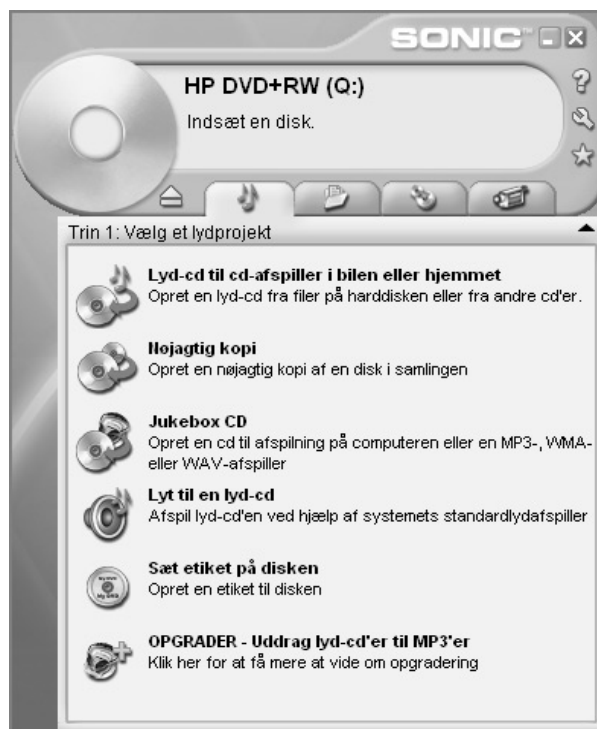 SONIC™
HP DVD+RW (Q:)
Indsæt en disk.
Trin 1: Vælg et lydprojekt
Lyd-cd til cd-afspiller i bilen eller hjemmet
Opret en lyd-cd fra filer på harddisken eller fra andre cd'er.
Nøjagtig kopi
Opret en nøjagtig kopi af en disk i samlingen
Jukebox CD
Opret en cd til afspilning på computeren eller en MP3-, WMA-
eller WAV-afspiller
Lyt til en lyd-cd
Afspil lyd-cd'en ved hjælp af systemets standardlydafspiller
Sæt etiket på disken
Opret en etiket til disken
OPGRADER - Uddrag lyd-cd'er til MP3'er
Klik her for at få mere at vide om opgradering